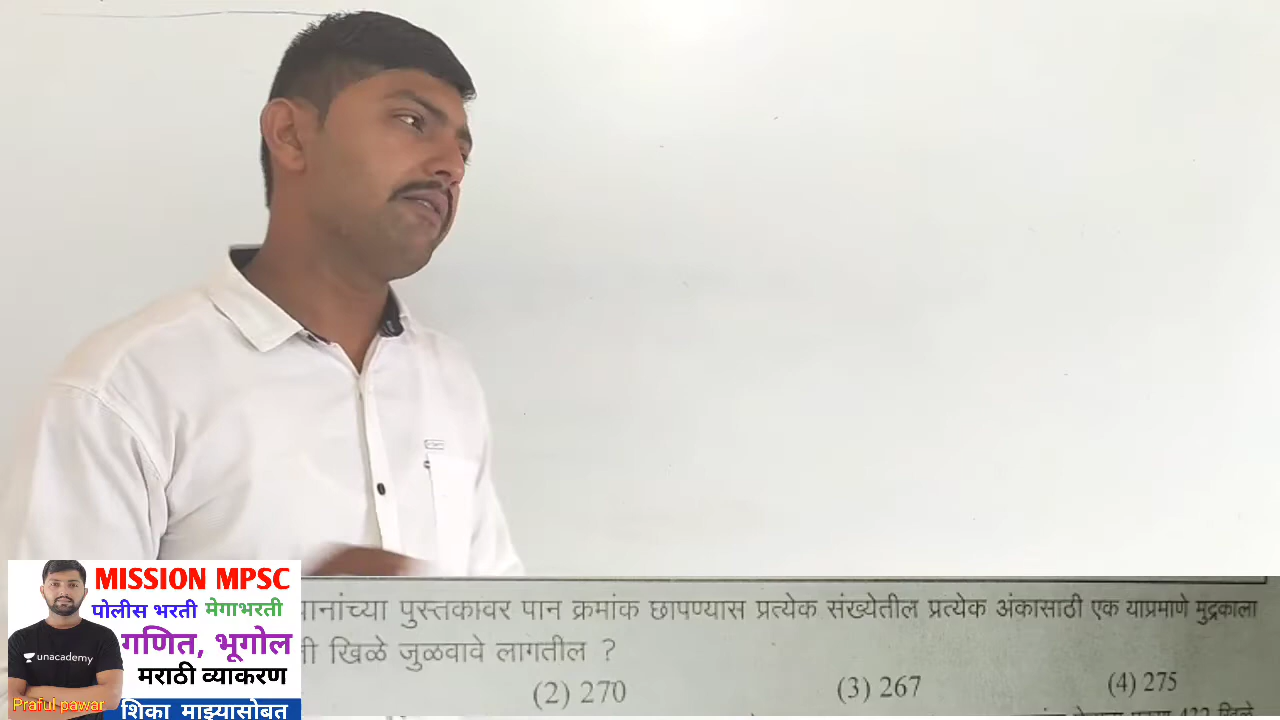 MISSION MPSC
पोलीस भरती मेगाभरती
गणित, भूगोल
मराठी व्याकरण
शिका माझ्यासोबत
unacademy
Praful pawar
पानांच्या पुस्तकावर पान क्रमांक छापण्यास प्रत्येक संख्येतील प्रत्येक अंकासाठी एक याप्रमाणे मुद्रकाला
खिळे जुळवावे लागतील ?
(2) 270 (3) 267 (4) 275